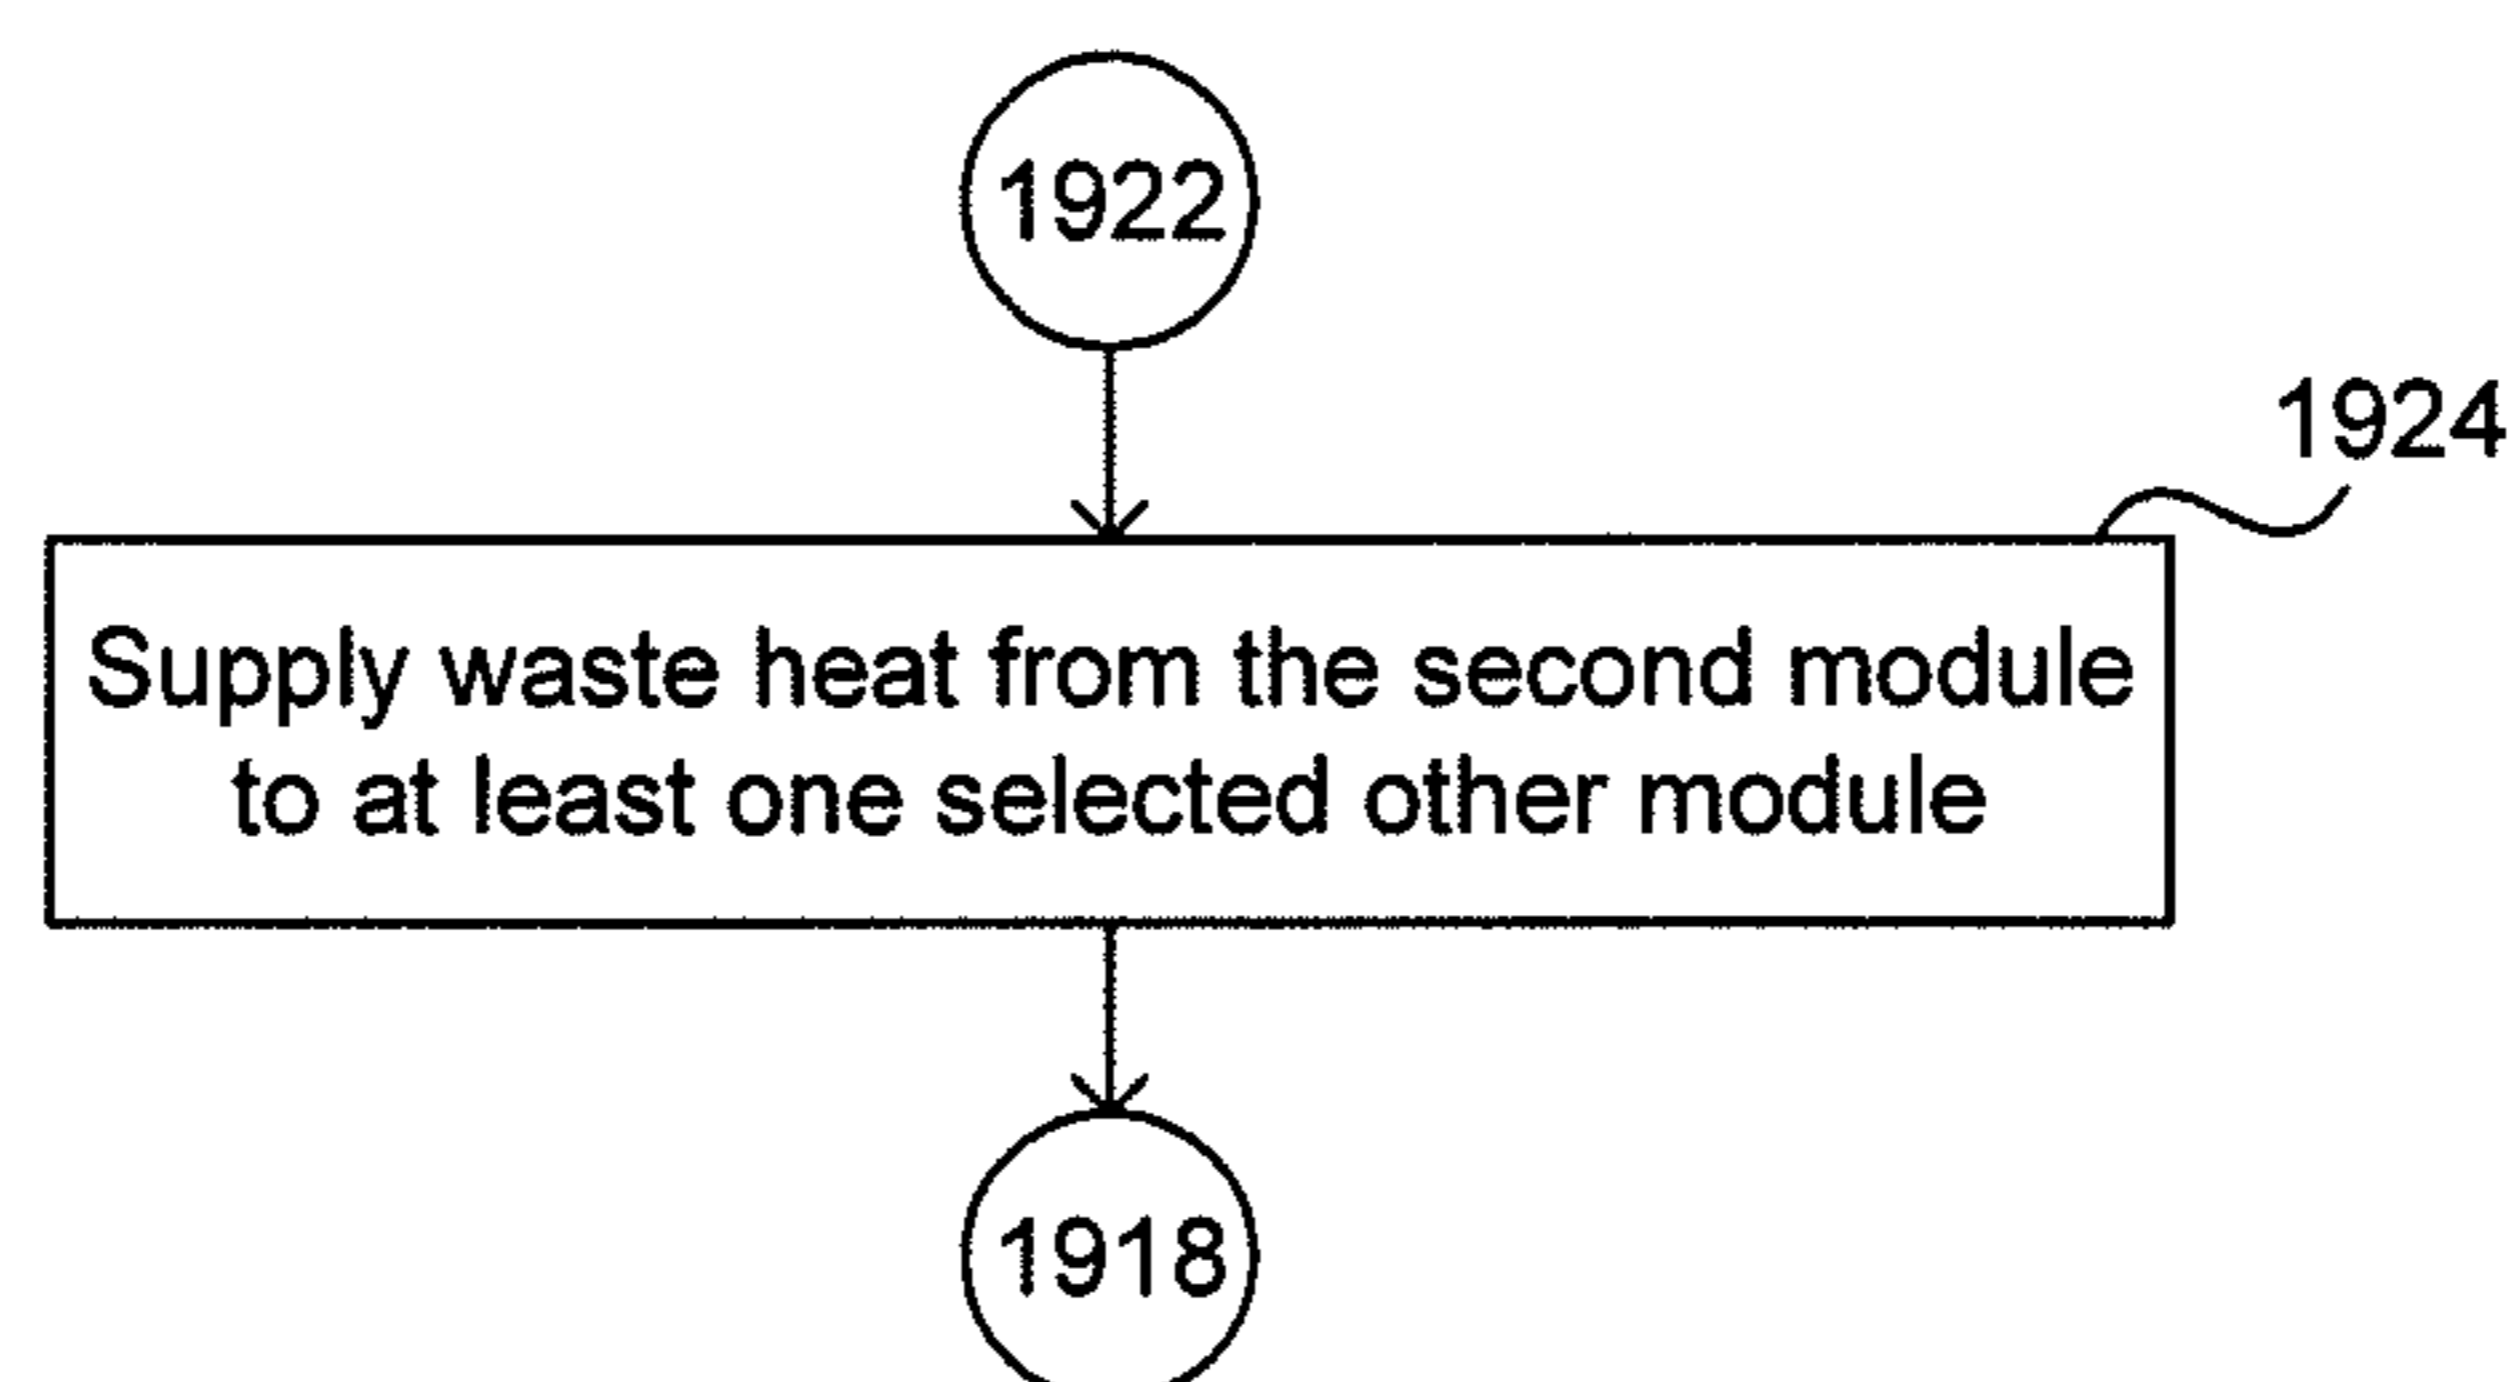 1922
1924
Supply waste heat from the second module
to at least one selected other module
1918